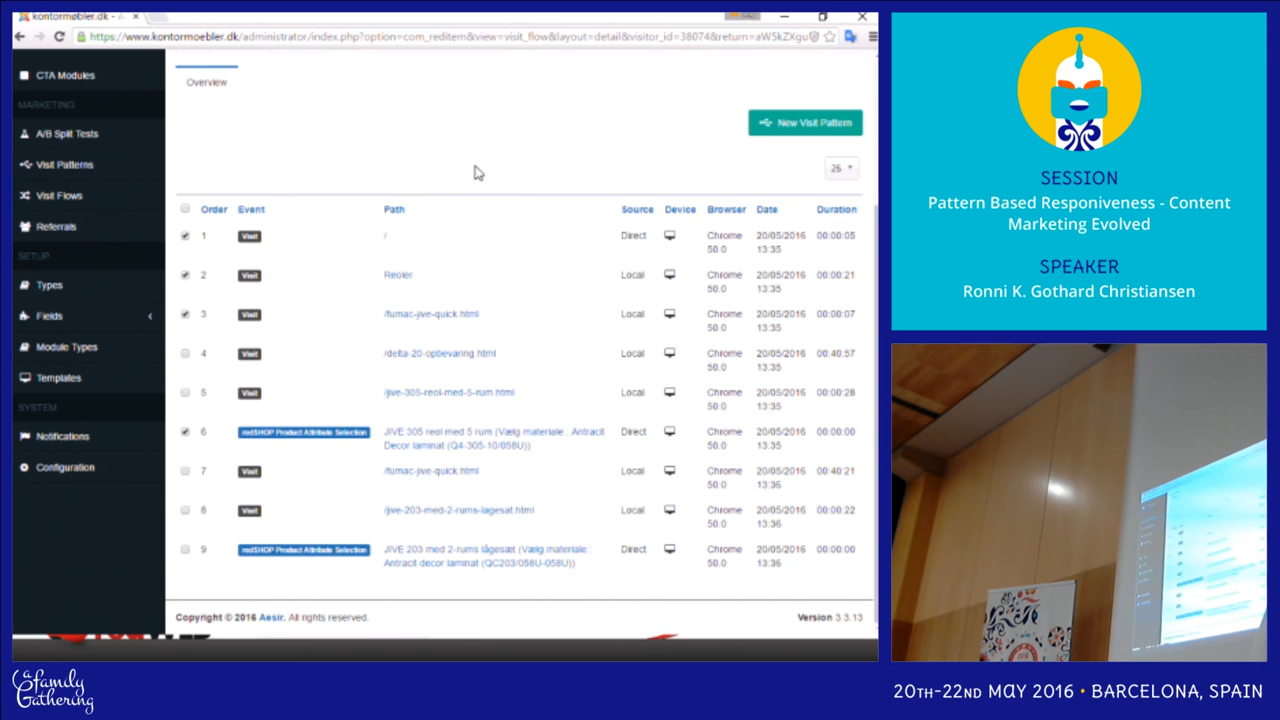 kontormøbler.dk - A
https://www.kontormoebler.dk/administrator/index.php?option=com_reditem&view=visit_flow&layout=detail&visitor_id=38074&return=aW5kZXgu
CTA Modules
MARKETING
A/B Split Tests
Visit Patterns
Visit Flows
Referrals
SETUP
Types
Fields
Module Types
Templates
SYSTEM
Notifications
Configuration
Overview
New Visit Pattern
25
Order Event Path Source Device Browser Date Duration
1 Visit / Direct Chrome 20/05/2016 00:00:05
50.0 13:35
2 Visit Reoler Local Chrome 20/05/2016 00:00:21
50.0 13:35
3 Visit /fumac-jive-quick.html Local Chrome 20/05/2016 00:00:07
50.0 13:35
4 Visit /delta-20-opbevaring.html Local Chrome 20/05/2016 00:40:57
50.0 13:35
5 Visit /jive-305-reol-med-5-rum.html Local Chrome 20/05/2016 00:00:28
50.0 13:35
6 redSHOP Product Attribute Selection JIVE 305 reol med 5 rum (Vælg materiale.: Antracit Direct Chrome 20/05/2016 00:00:00
Decor laminat (Q4-305-10/058U)) 50.0 13:35
7 Visit /fumac-jive-quick.html Local Chrome 20/05/2016 00:40:21
50.0 13:36
8 Visit /jive-203-med-2-rums-lagesat.html Local Chrome 20/05/2016 00:00:22
50.0 13:36
9 redSHOP Product Attribute Selection JIVE 203 med 2-rums lågesæt (Vælg materiale.: Direct Chrome 20/05/2016 00:00:00
Antracit decor laminat (QC203/058U-058U)) 50.0 13:36
Copyright © 2016 Aesir. All rights reserved. Version 3.3.13
SESSION
Pattern Based Responiveness - Content
Marketing Evolved
SPEAKER
Ronni K. Gothard Christiansen
a family
Gathering
20TH-22ND MAY 2016 • BARCELONA, SPAIN